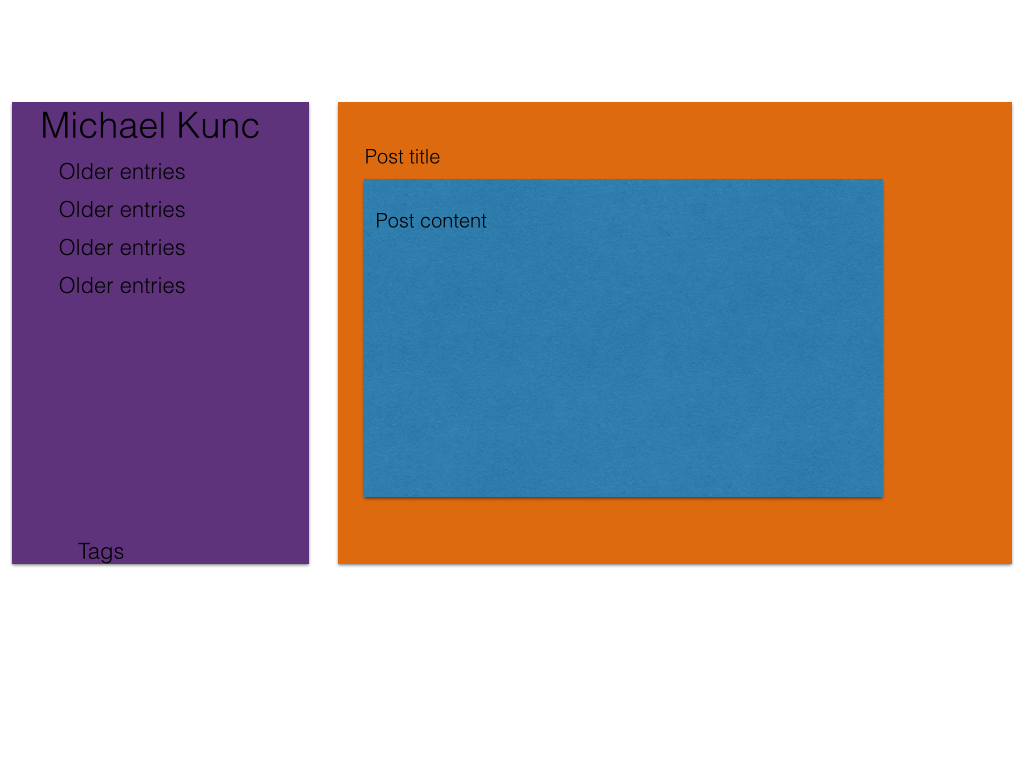 Michael Kunc
Older entries
Older entries
Older entries
Older entries
Tags
Post title
Post content